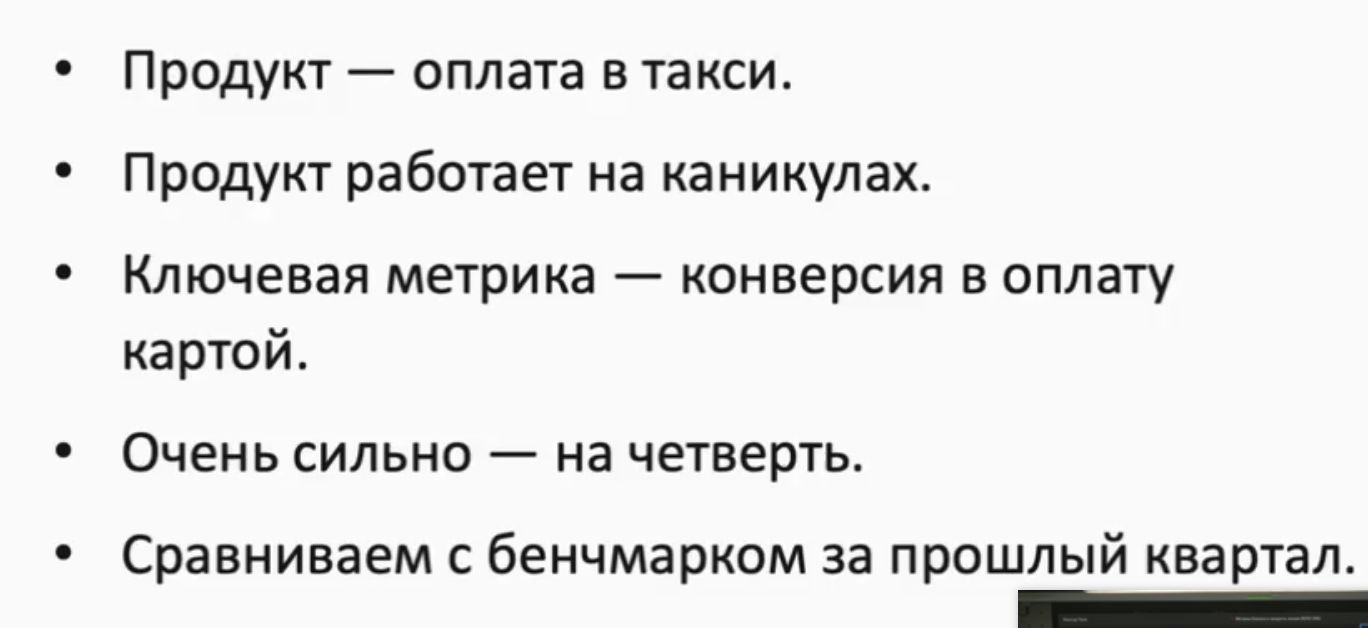 • Продукт — оплата в такси.
• Продукт работает на каникулах.
• Ключевая метрика — конверсия в оплату
картой.
• Очень сильно — на четверть.
• Сравниваем с бенчмарком за прошлый квартал.